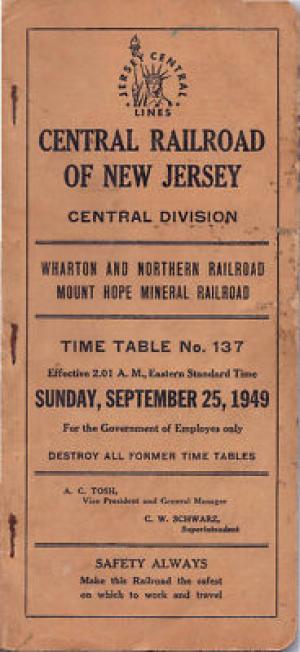 JERSEY CENTRAL
LINES
CENTRAL RAILROAD
OF NEW JERSEY
CENTRAL DIVISION
WHARTON AND NORTHERN RAILROAD
MOUNT HOPE MINERAL RAILROAD
TIME TABLE No. 137
Effective 2.01 A. M., Eastern Standard Time
SUNDAY, SEPTEMBER 25, 1949
For the Government of Employes only
DESTROY ALL FORMER TIME TABLES
A. C. TOSH,
Vice President and General Manager
C. W. SCHWARZ,
Superintendent
SAFETY ALWAYS
Make this Railroad the safest
on which to work and travel